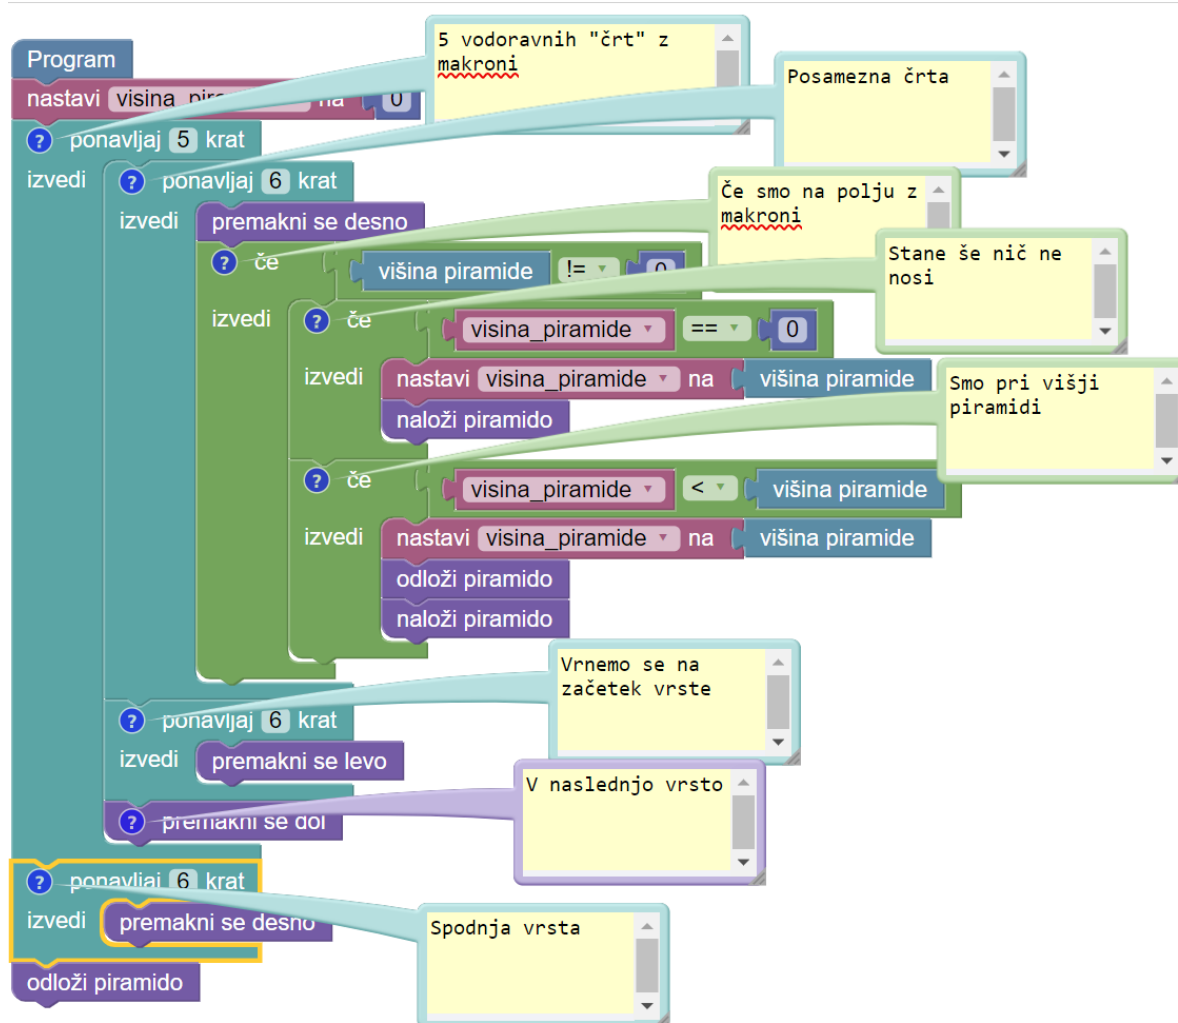 5 vodoravnih "črt" z
makroni
Program
Posamezna črta
nastavi na 0
? ponavljaj 5 krat
izvedi ? ponavljaj 6 krat
Če smo na polju z
makroni
izvedi premakni se desno
? če višina piramide != 0
Stane še nič ne
nosi
izvedi ? če visina_piramide == 0
izvedi nastavi visina_piramide na višina piramide
Smo pri višji
piramidi
naloži piramido
? če visina_piramide < višina piramide
izvedi nastavi visina_piramide na višina piramide
odloži piramido
naloži piramido
Vrnemo se na
začetek vrste
? ponavljaj 6 krat
izvedi premakni se levo
V naslednjo vrsto
? premakni se dol
? ponavljaj 6 krat
izvedi premakni se desno
Spodnja vrsta
odloži piramido